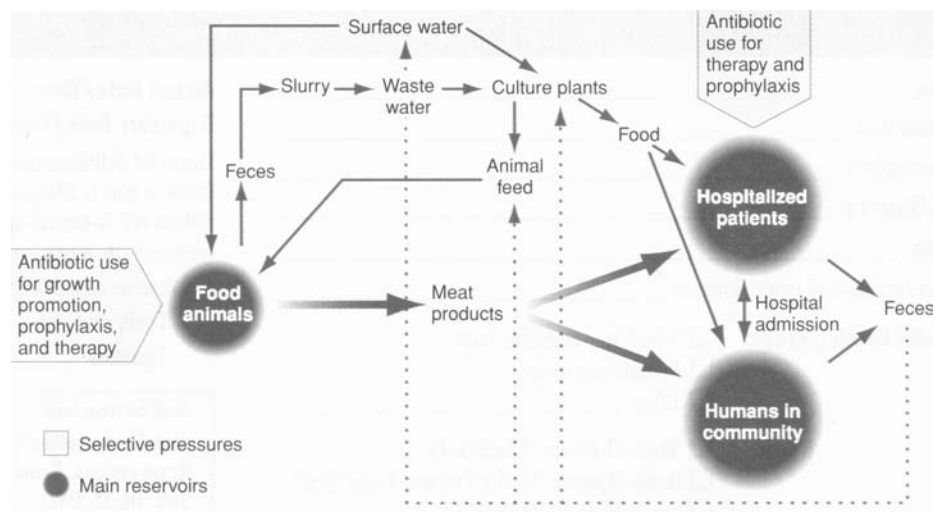 Surface water
Antibiotic
use for
therapy and
prophylaxis
Slurry
Waste
water
Culture plants
Food
Feces
Animal
feed
Hospitalized
patients
Antibiotic use
for growth
promotion,
prophylaxis,
and therapy
Food
animals
Meat
products
Hospital
admission
Feces
Humans in
community
Selective pressures
Main reservoirs